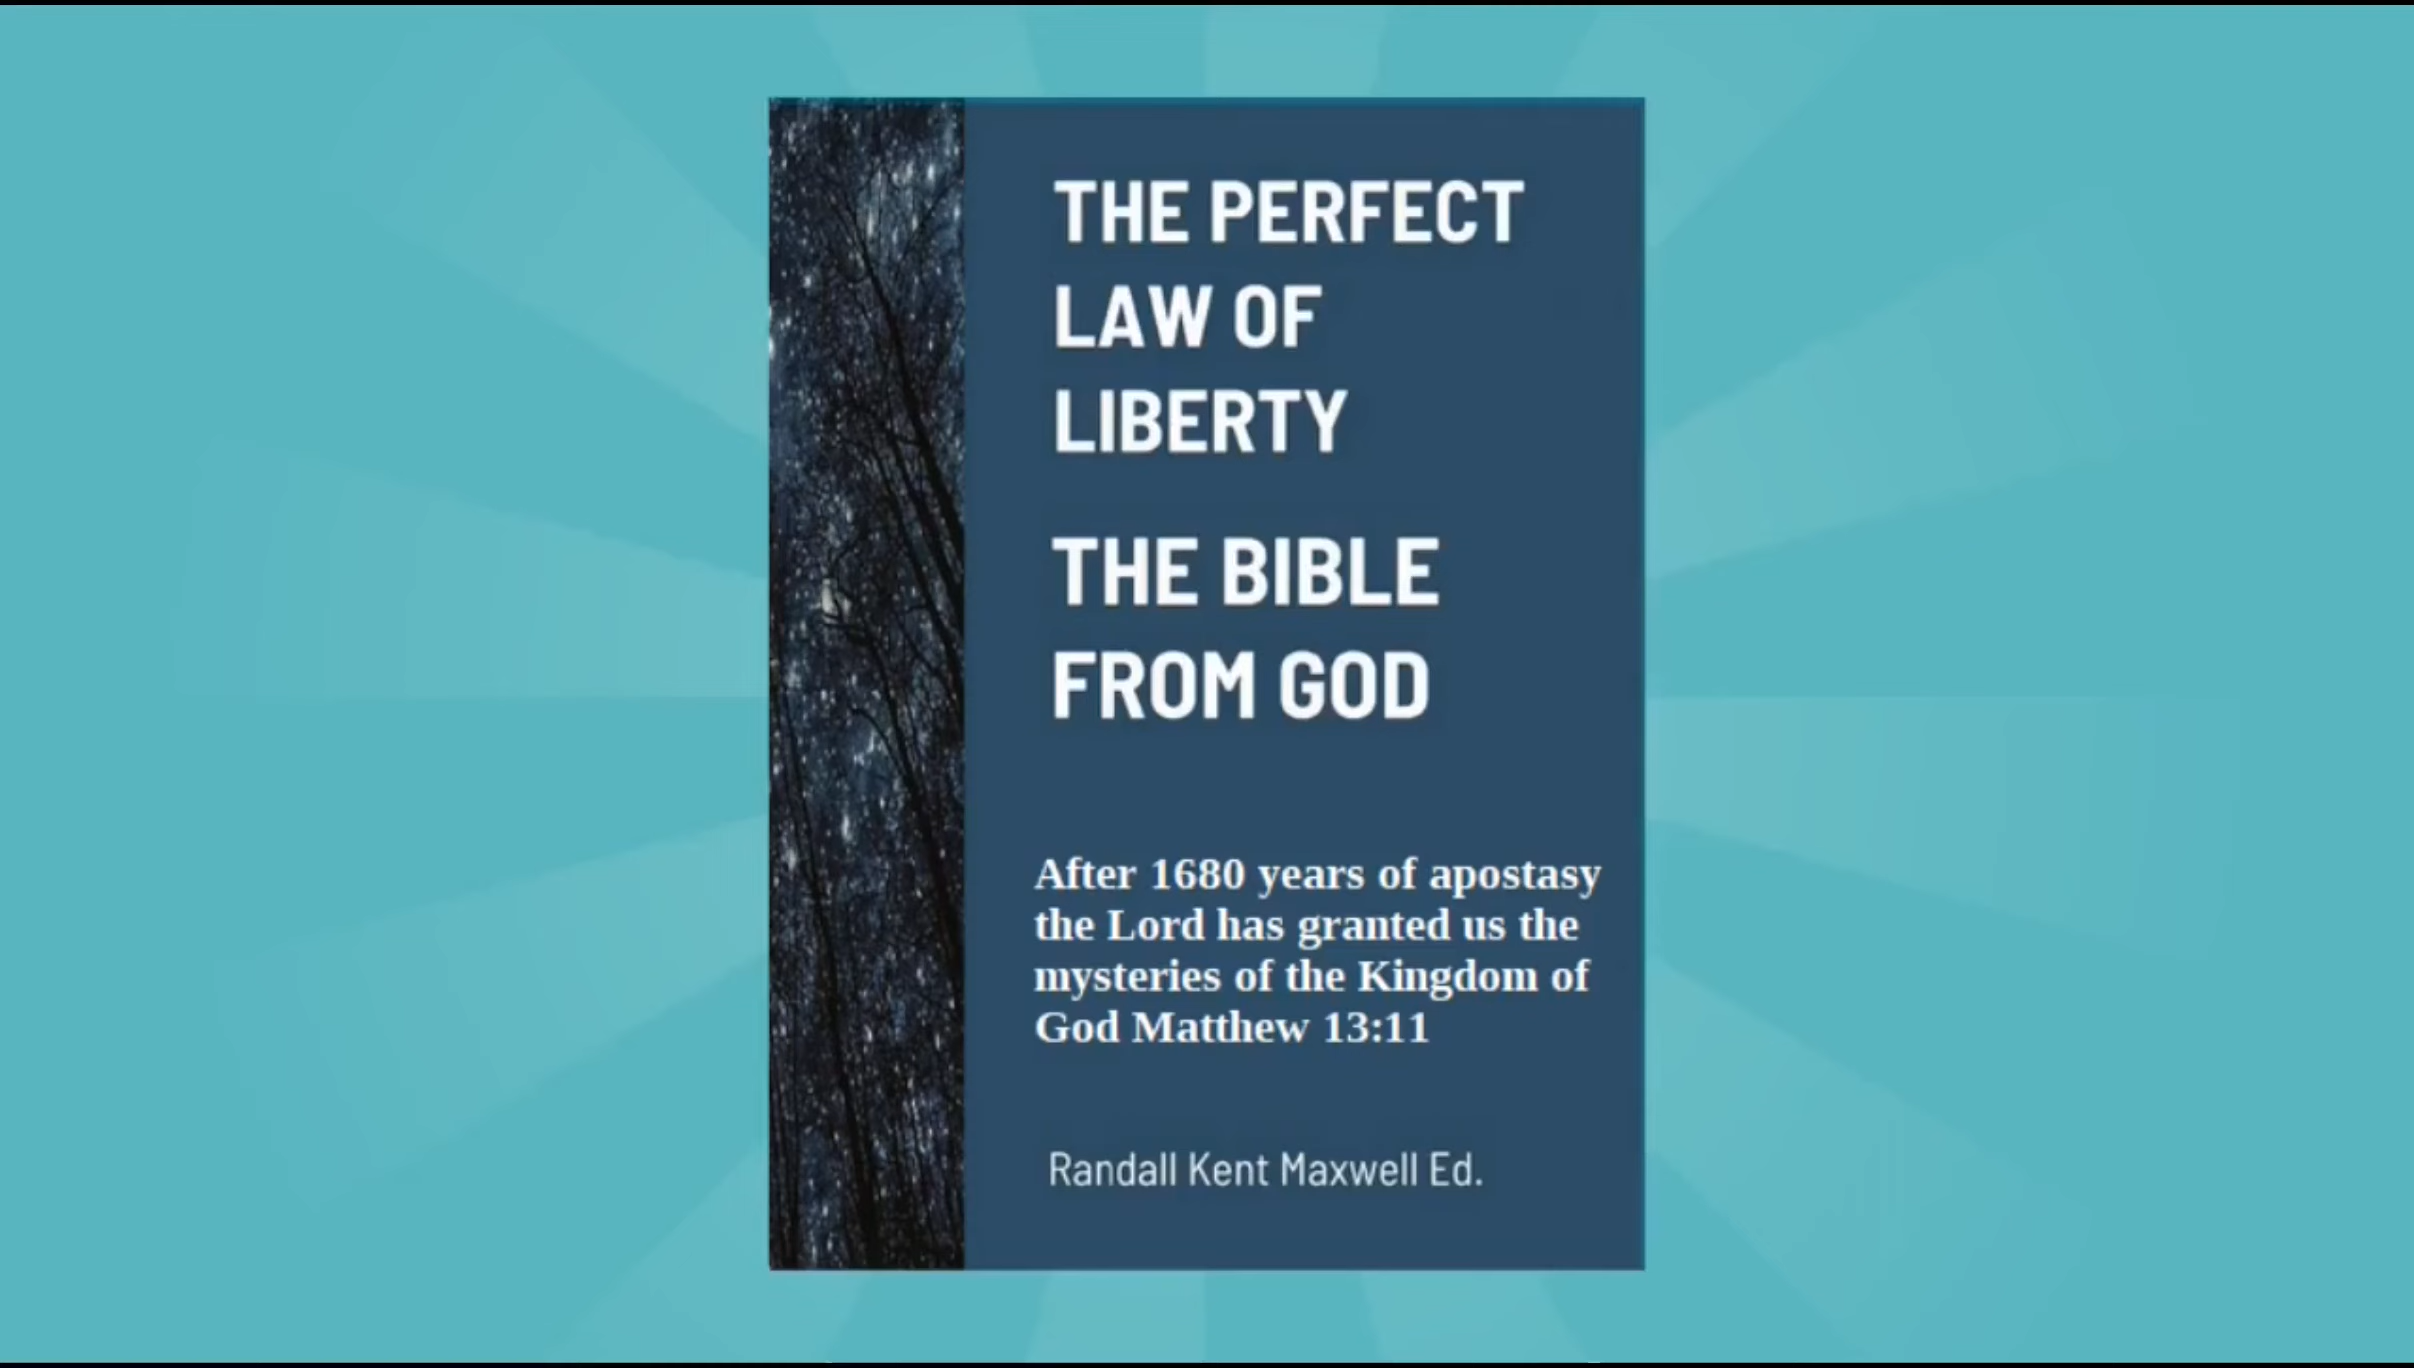 THE PERFECT
LAW OF
LIBERTY
THE BIBLE
FROM GOD
After 1680 years of apostasy
the Lord has granted us the
mysteries of the Kingdom of
God Matthew 13:11
Randall Kent Maxwell Ed.